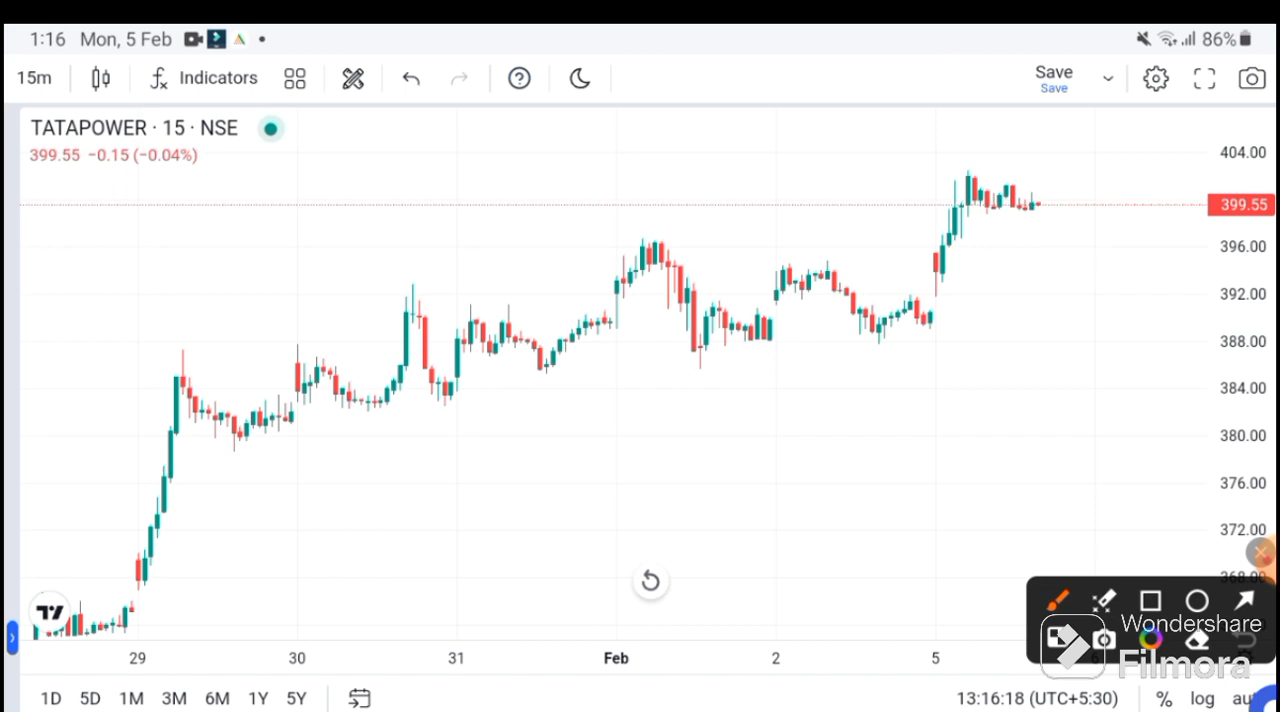 1:16 Mon, 5 Feb 86%
15m Indicators Save
Save
TATAPOWER · 15 · NSE
399.55 −0.15 (−0.04%)
404.00
399.55
396.00
392.00
388.00
384.00
380.00
376.00
372.00
368.00
Wondershare
Filmora
29 30 31 Feb 2 5
1D 5D 1M 3M 6M 1Y 5Y 13:16:18 (UTC+5:30) % log au